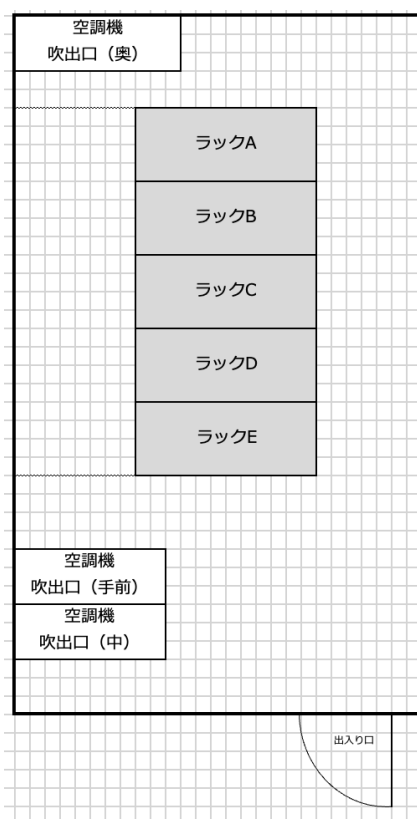 空調機
吹出口（奥）
ラックA
ラックB
ラックC
ラックD
ラックE
空調機
吹出口（手前）
空調機
吹出口（中）
出入り口